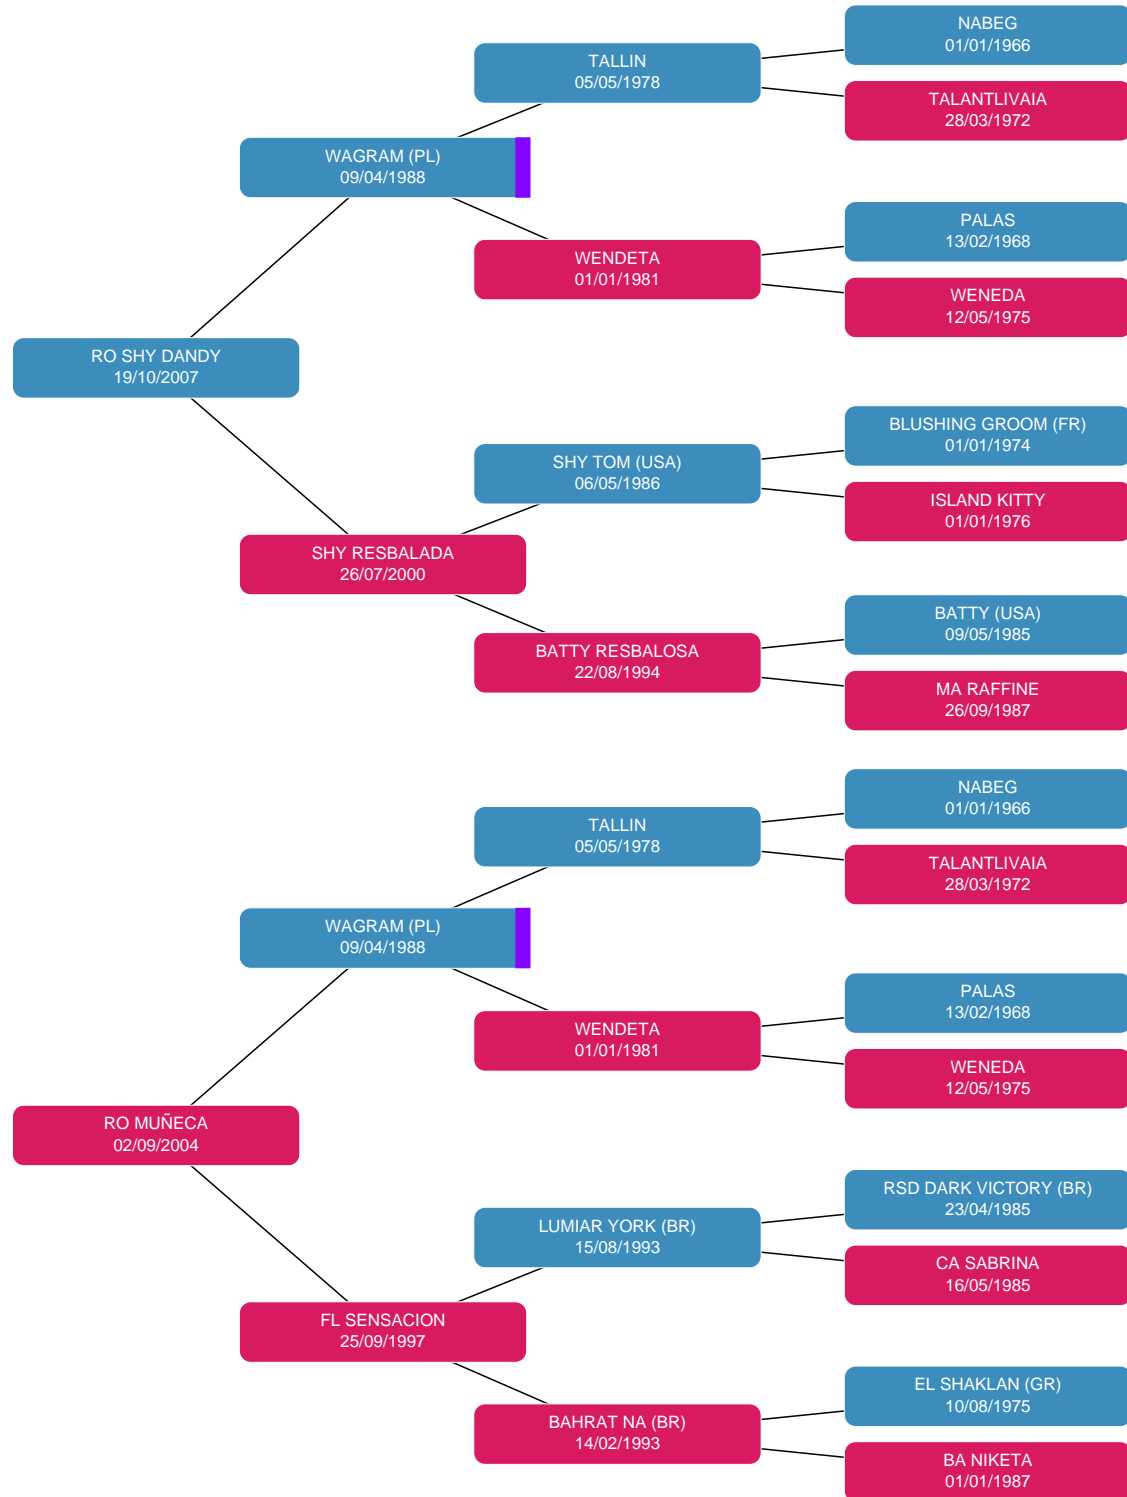 NABEG
01/01/1966
TALLIN
05/05/1978
TALANTLIVAIA
28/03/1972
WAGRAM (PL)
09/04/1988
PALAS
13/02/1968
WENDETA
01/01/1981
WENEDA
12/05/1975
RO SHY DANDY
19/10/2007
BLUSHING GROOM (FR)
01/01/1974
SHY TOM (USA)
06/05/1986
ISLAND KITTY
01/01/1976
SHY RESBALADA
26/07/2000
BATTY (USA)
09/05/1985
BATTY RESBALOSA
22/08/1994
MA RAFFINE
26/09/1987
NABEG
01/01/1966
TALLIN
05/05/1978
TALANTLIVAIA
28/03/1972
WAGRAM (PL)
09/04/1988
PALAS
13/02/1968
WENDETA
01/01/1981
WENEDA
12/05/1975
RO MUÑECA
02/09/2004
RSD DARK VICTORY (BR)
23/04/1985
LUMIAR YORK (BR)
15/08/1993
CA SABRINA
16/05/1985
FL SENSACION
25/09/1997
EL SHAKLAN (GR)
10/08/1975
BAHRAT NA (BR)
14/02/1993
BA NIKETA
01/01/1987